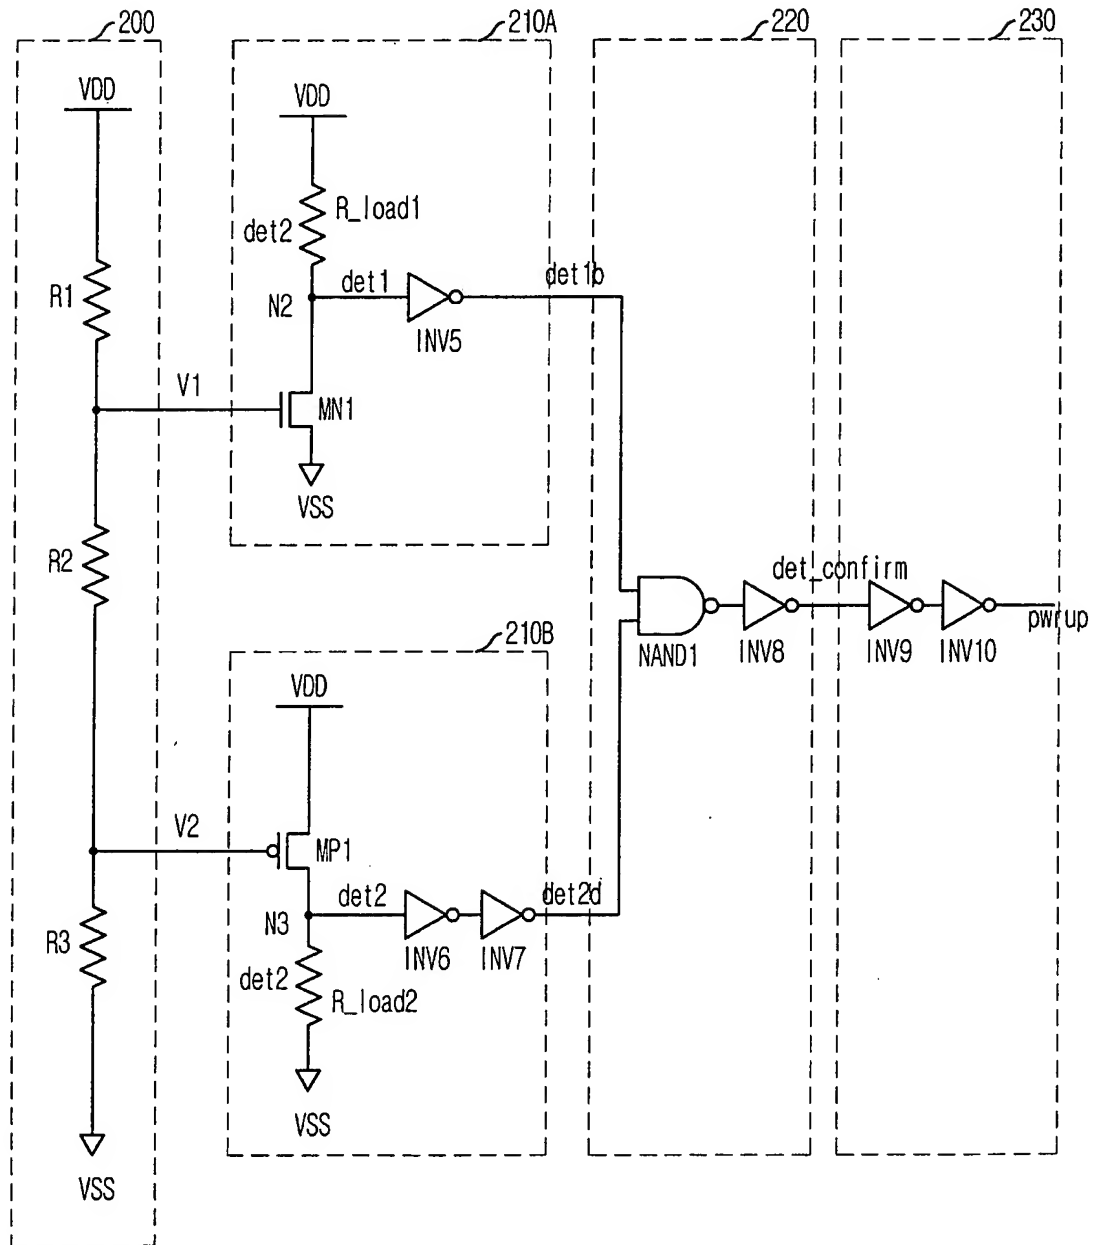 200
210A
220
230
VDD
VDD
R_load1
det2
det1
det1b
R1
N2
INV5
V1
MN1
VSS
R2
det_confirm
pwrup
NAND1
INV8
INV9
INV10
210B
VDD
V2
MP1
det2
det2d
N3
R3
INV6
INV7
det2
R_load2
VSS
VSS